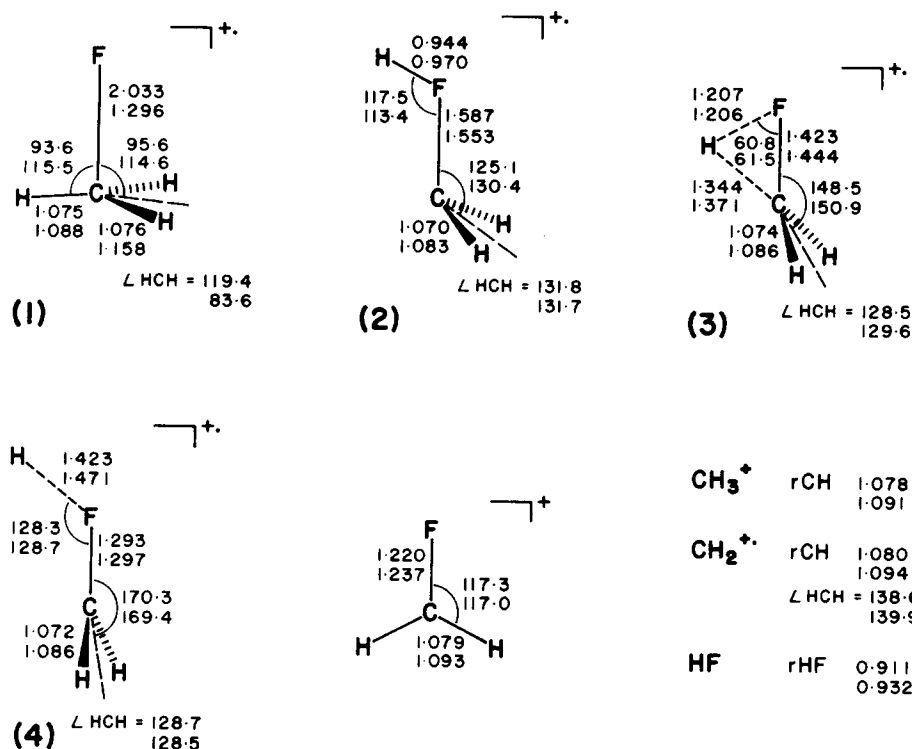 +.
F
2.033
1.296
93.6
115.5
95.6
114.6
H
C
H
H
1.075
1.088
1.076
1.158
∠ HCH = 119.4
83.6
(1)
+.
H
0.944
0.970
F
117.5
113.4
1.587
1.553
125.1
130.4
C
H
H
1.070
1.083
∠ HCH = 131.8
131.7
(2)
+.
1.207
1.206
F
H
60.8
61.5
1.423
1.444
1.344
1.371
148.5
150.9
C
H
H
1.074
1.086
∠ HCH = 128.5
129.6
(3)
+.
H
1.423
1.471
F
128.3
128.7
1.293
1.297
170.3
169.4
C
H
H
1.072
1.086
∠ HCH = 128.7
128.5
(4)
+
F
1.220
1.237
117.3
117.0
C
H
H
1.079
1.093
CH₃⁺ rCH 1.078
1.091
CH₂⁺· rCH 1.080
1.094
∠ HCH = 138.6
139.9
HF rHF 0.911
0.932